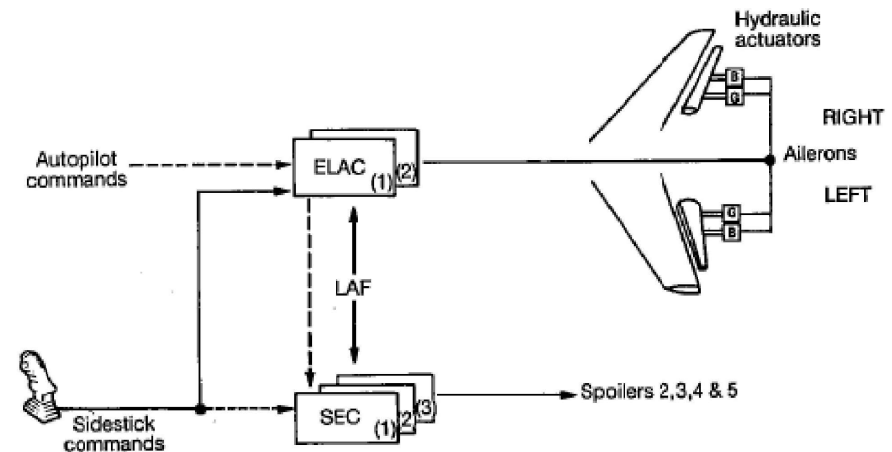 Hydraulic
actuators
B
G
RIGHT
Autopilot
commands
ELAC
(1)
(2)
Ailerons
LEFT
G
B
LAF
Spoilers 2,3,4 & 5
SEC
(1)
(2)
(3)
Sidestick
commands